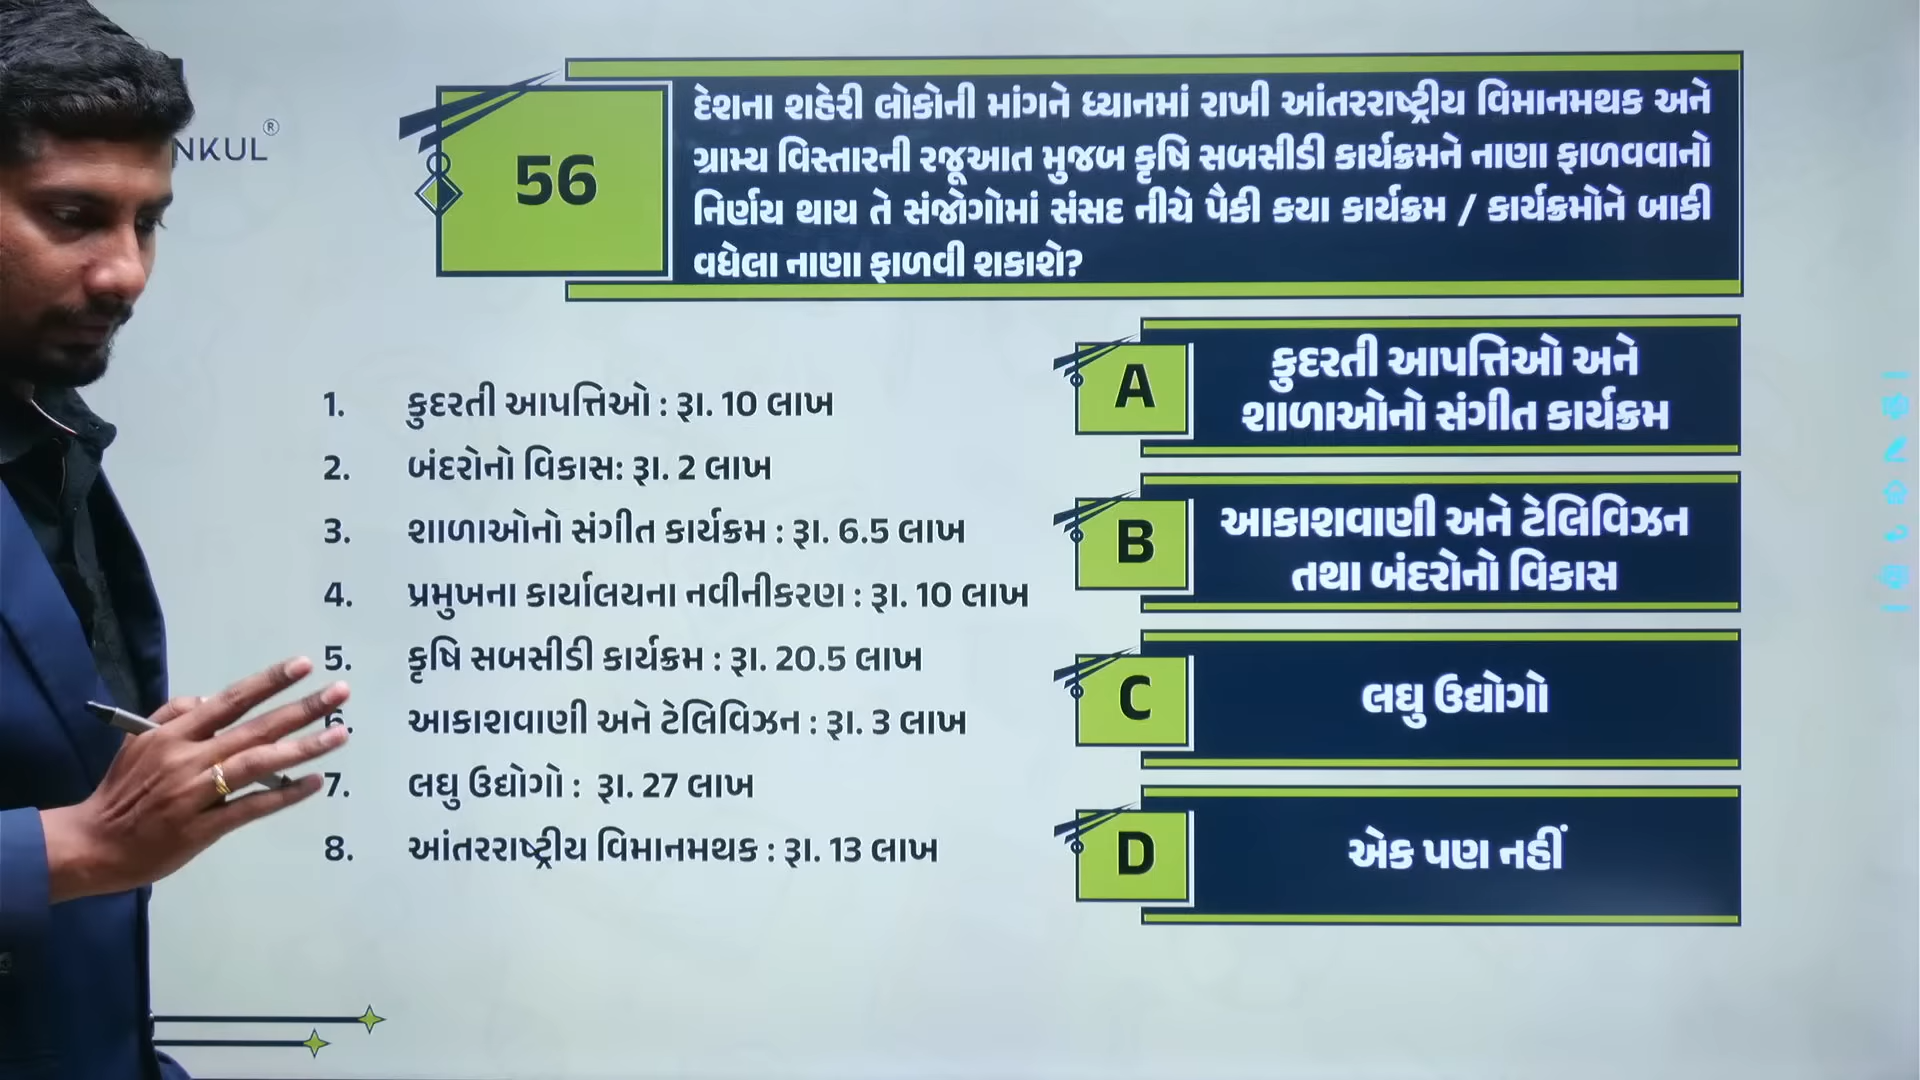 NKUL®
56
દેશના શહેરી લોકોની માંગને ધ્યાનમાં રાખી આંતરરાષ્ટ્રીય વિમાનમથક અને
ગ્રામ્ય વિસ્તારની રજૂઆત મુજબ કૃષિ સબસીડી કાર્યક્રમને નાણા ફાળવવાનો
નિર્ણય થાય તે સંજોગોમાં સંસદ નીચે પૈકી કયા કાર્યક્રમ / કાર્યક્રમોને બાકી
વધેલા નાણા ફાળવી શકાશે?
1. કુદરતી આપત્તિઓ : રૂા. 10 લાખ
2. બંદરોનો વિકાસ: રૂા. 2 લાખ
3. શાળાઓનો સંગીત કાર્યક્રમ : રૂા. 6.5 લાખ
4. પ્રમુખના કાર્યાલયના નવીનીકરણ : રૂા. 10 લાખ
5. કૃષિ સબસીડી કાર્યક્રમ : રૂા. 20.5 લાખ
6. આકાશવાણી અને ટેલિવિઝન : રૂા. 3 લાખ
7. લઘુ ઉદ્યોગો : રૂા. 27 લાખ
8. આંતરરાષ્ટ્રીય વિમાનમથક : રૂા. 13 લાખ
A
કુદરતી આપત્તિઓ અને
શાળાઓનો સંગીત કાર્યક્રમ
B
આકાશવાણી અને ટેલિવિઝન
તથા બંદરોનો વિકાસ
C
લઘુ ઉદ્યોગો
D
એક પણ નહીં